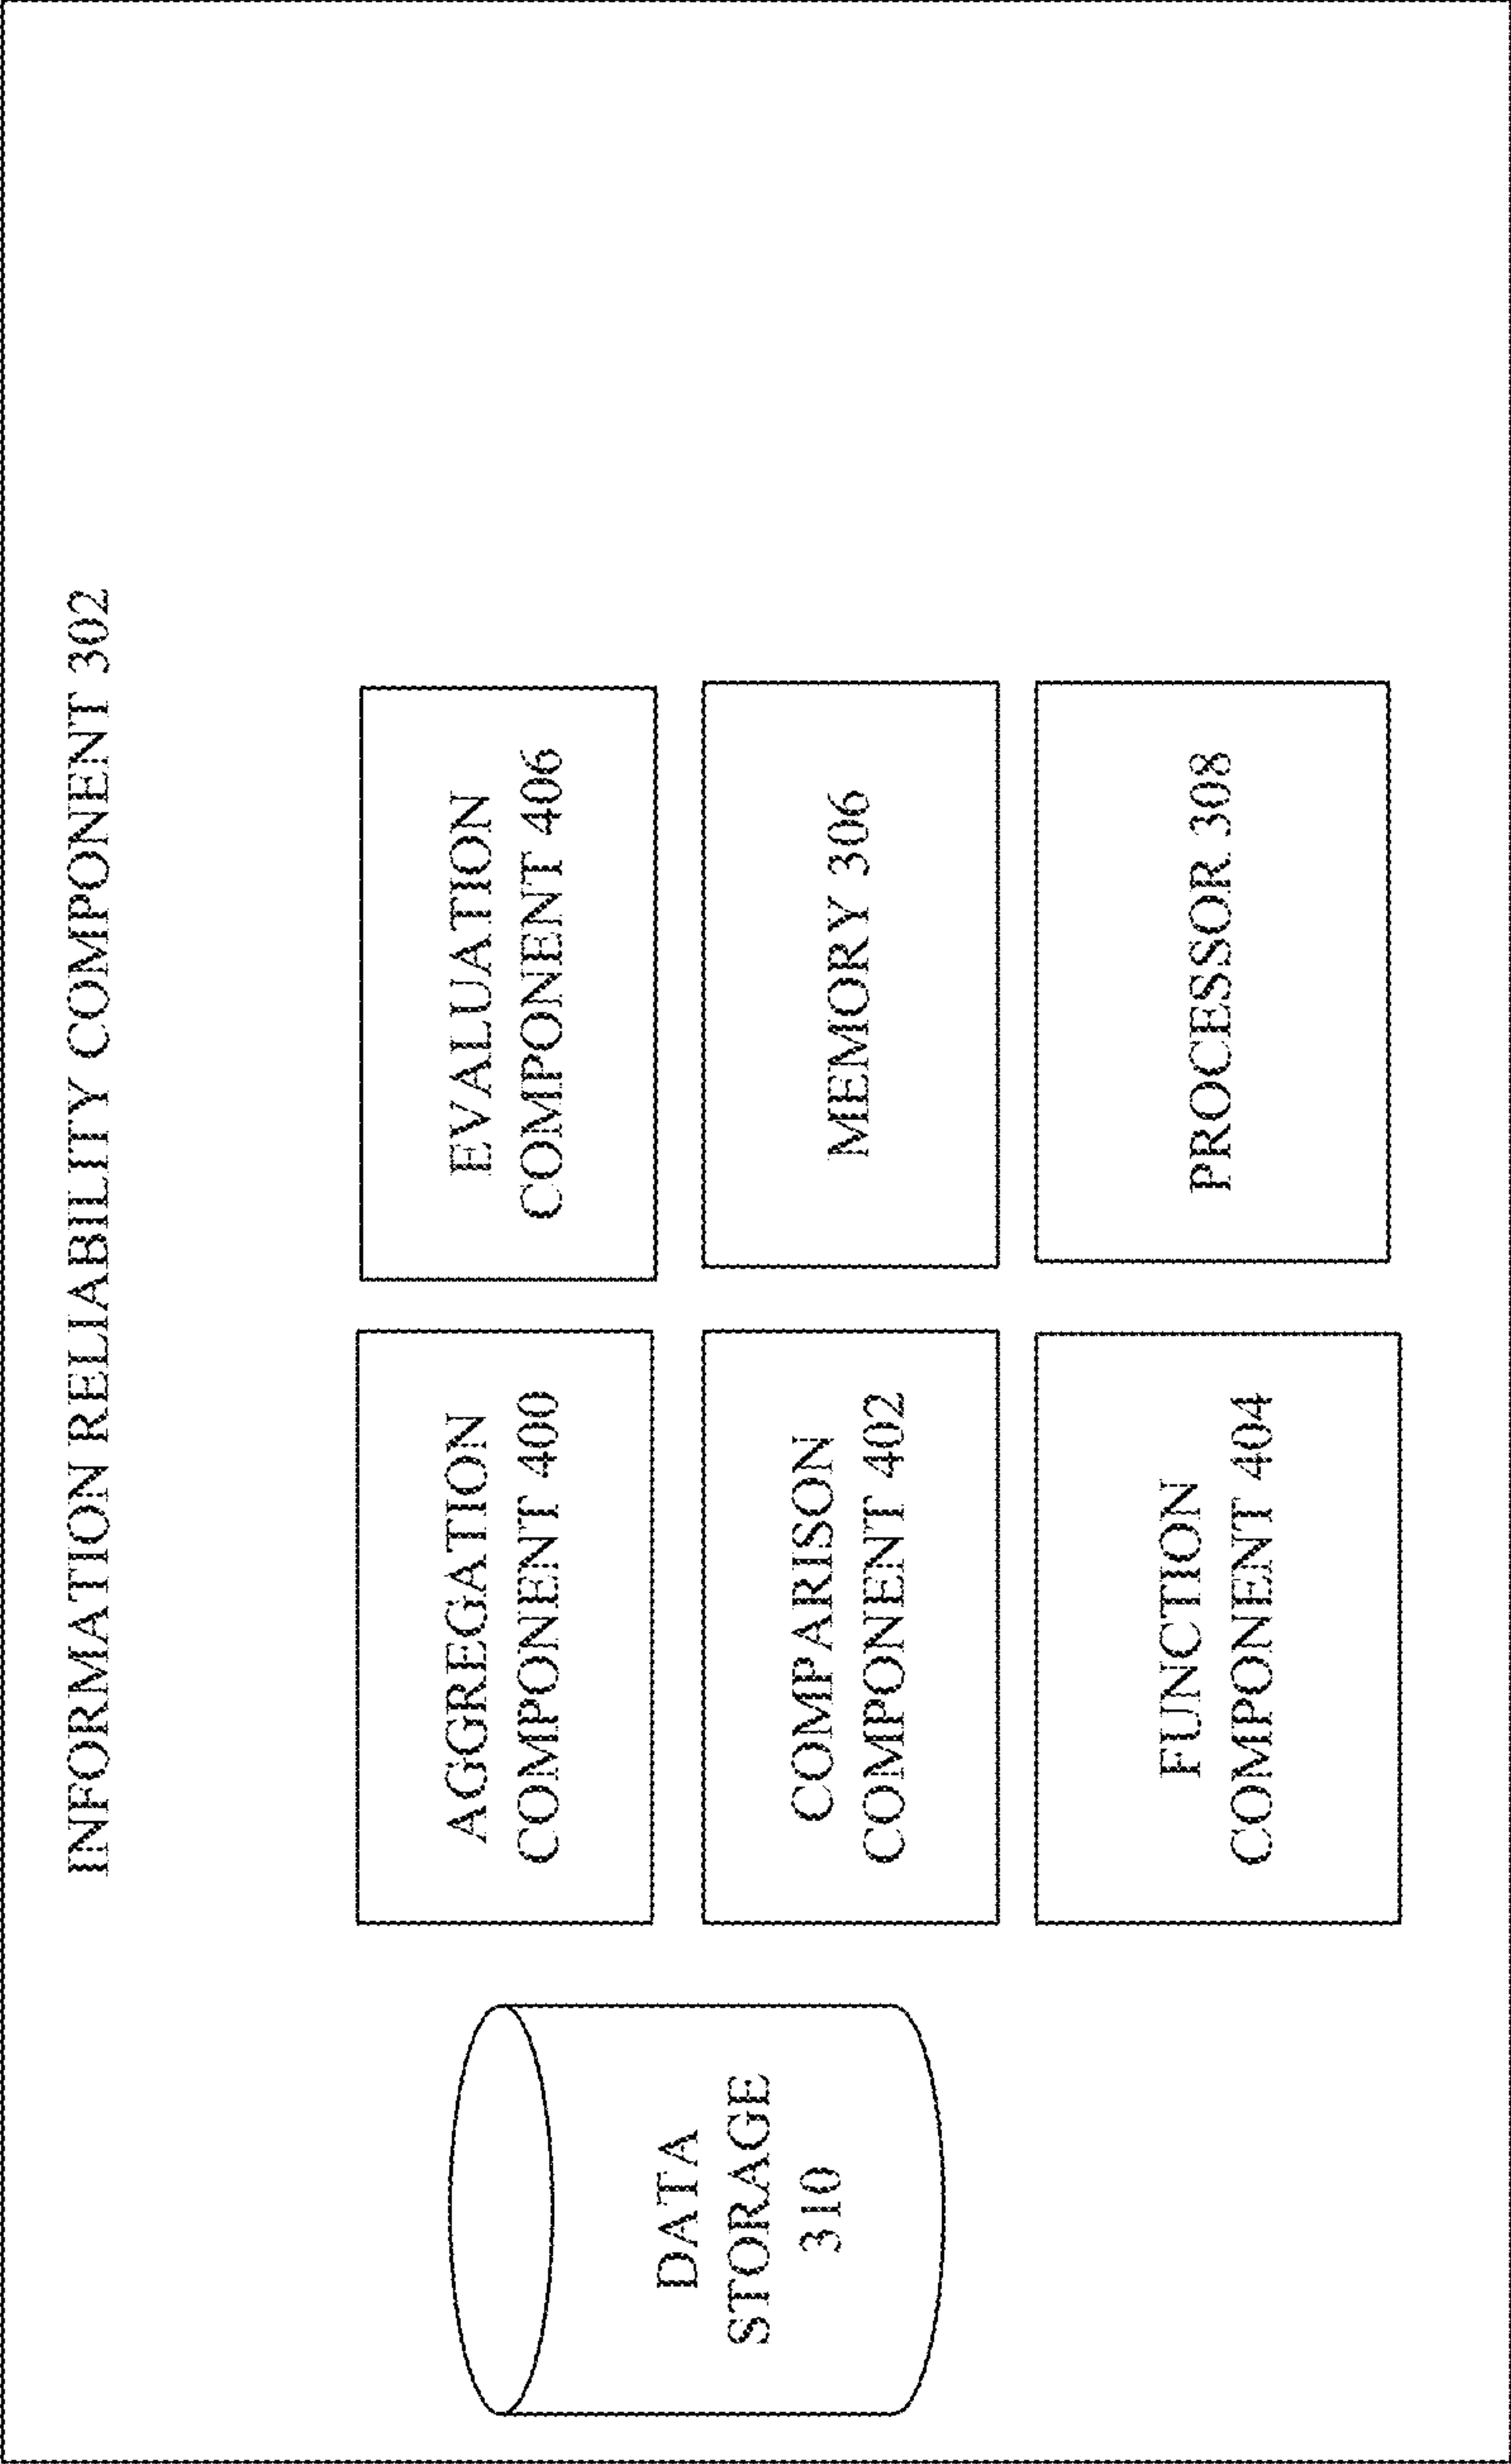 INFORMATION RELIABILITY COMPONENT 302
DATA
STORAGE
310
AGGREGATION
COMPONENT 400
COMPARISON
COMPONENT 402
FUNCTION
COMPONENT 404
EVALUATION
COMPONENT 406
MEMORY 306
PROCESSOR 308